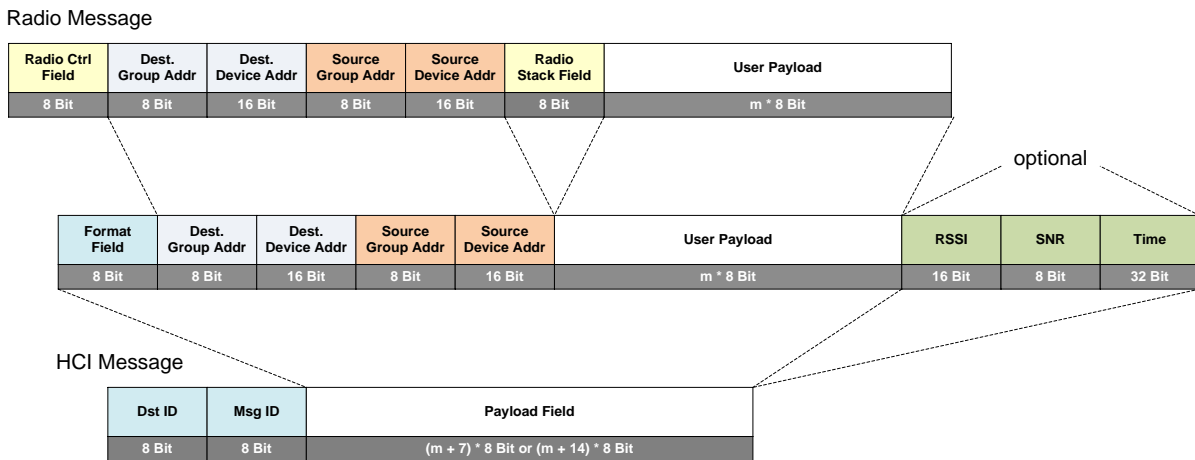 Radio Message
Radio Ctrl Field
Dest. Group Addr
Dest. Device Addr
Source Group Addr
Source Device Addr
Radio Stack Field
User Payload
8 Bit
8 Bit
16 Bit
8 Bit
16 Bit
8 Bit
m * 8 Bit
optional
Format Field
Dest. Group Addr
Dest. Device Addr
Source Group Addr
Source Device Addr
User Payload
RSSI
SNR
Time
8 Bit
8 Bit
16 Bit
8 Bit
16 Bit
m * 8 Bit
16 Bit
8 Bit
32 Bit
HCI Message
Dst ID
Msg ID
Payload Field
8 Bit
8 Bit
(m + 7) * 8 Bit or (m + 14) * 8 Bit